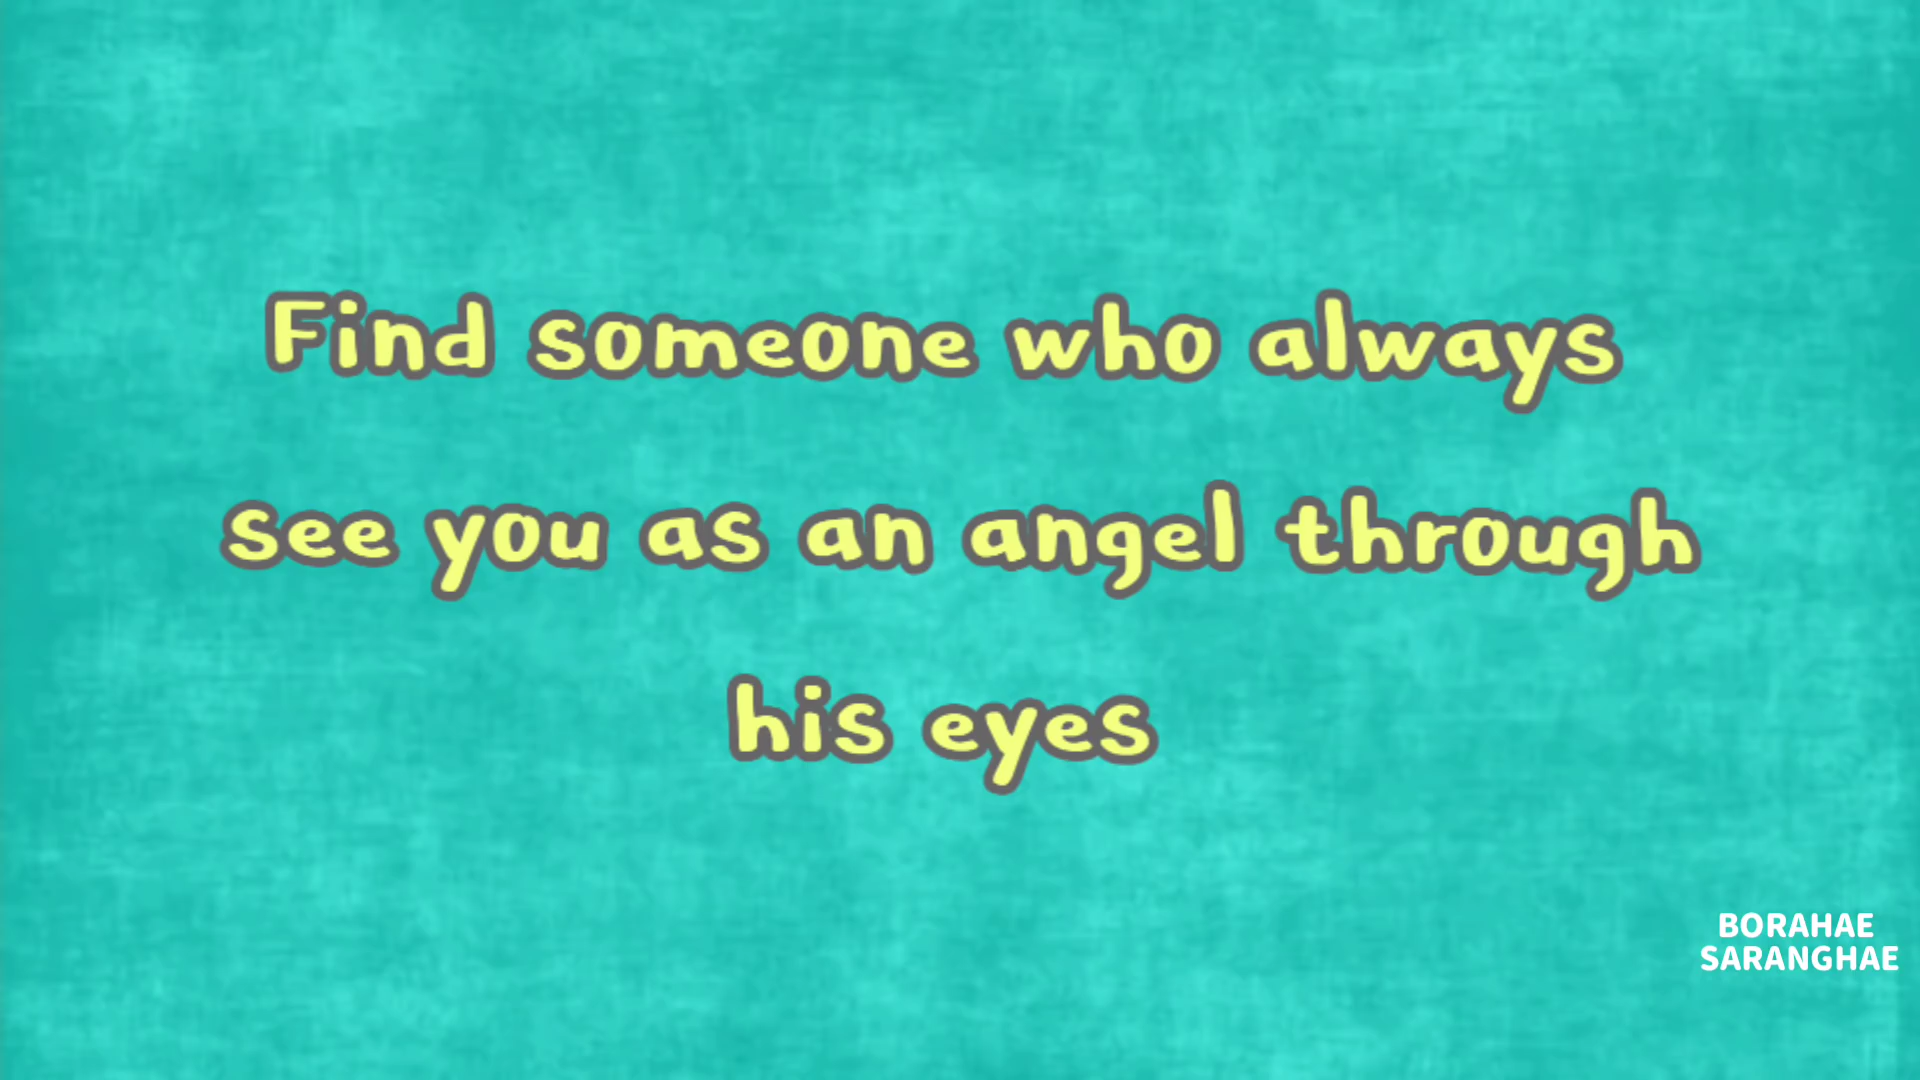 Find someone who always
see you as an angel through
his eyes
BORAHAE
SARANGHAE